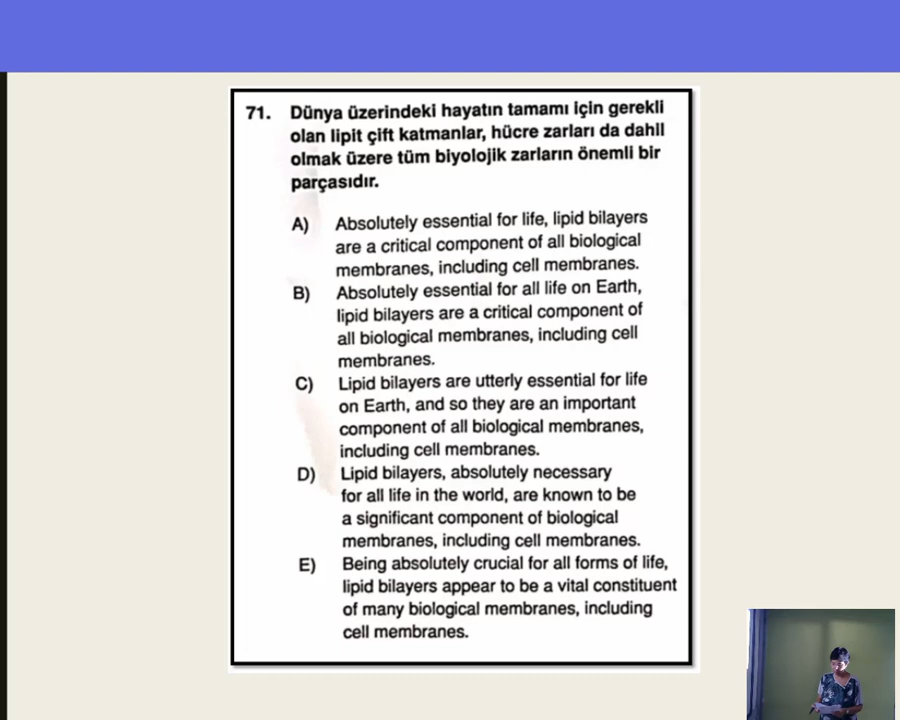 71. Dünya üzerindeki hayatın tamamı için gerekli
olan lipit çift katmanlar, hücre zarları da dahil
olmak üzere tüm biyolojik zarların önemli bir
parçasıdır.
A) Absolutely essential for life, lipid bilayers
are a critical component of all biological
membranes, including cell membranes.
B) Absolutely essential for all life on Earth,
lipid bilayers are a critical component of
all biological membranes, including cell
membranes.
C) Lipid bilayers are utterly essential for life
on Earth, and so they are an important
component of all biological membranes,
including cell membranes.
D) Lipid bilayers, absolutely necessary
for all life in the world, are known to be
a significant component of biological
membranes, including cell membranes.
E) Being absolutely crucial for all forms of life,
lipid bilayers appear to be a vital constituent
of many biological membranes, including
cell membranes.